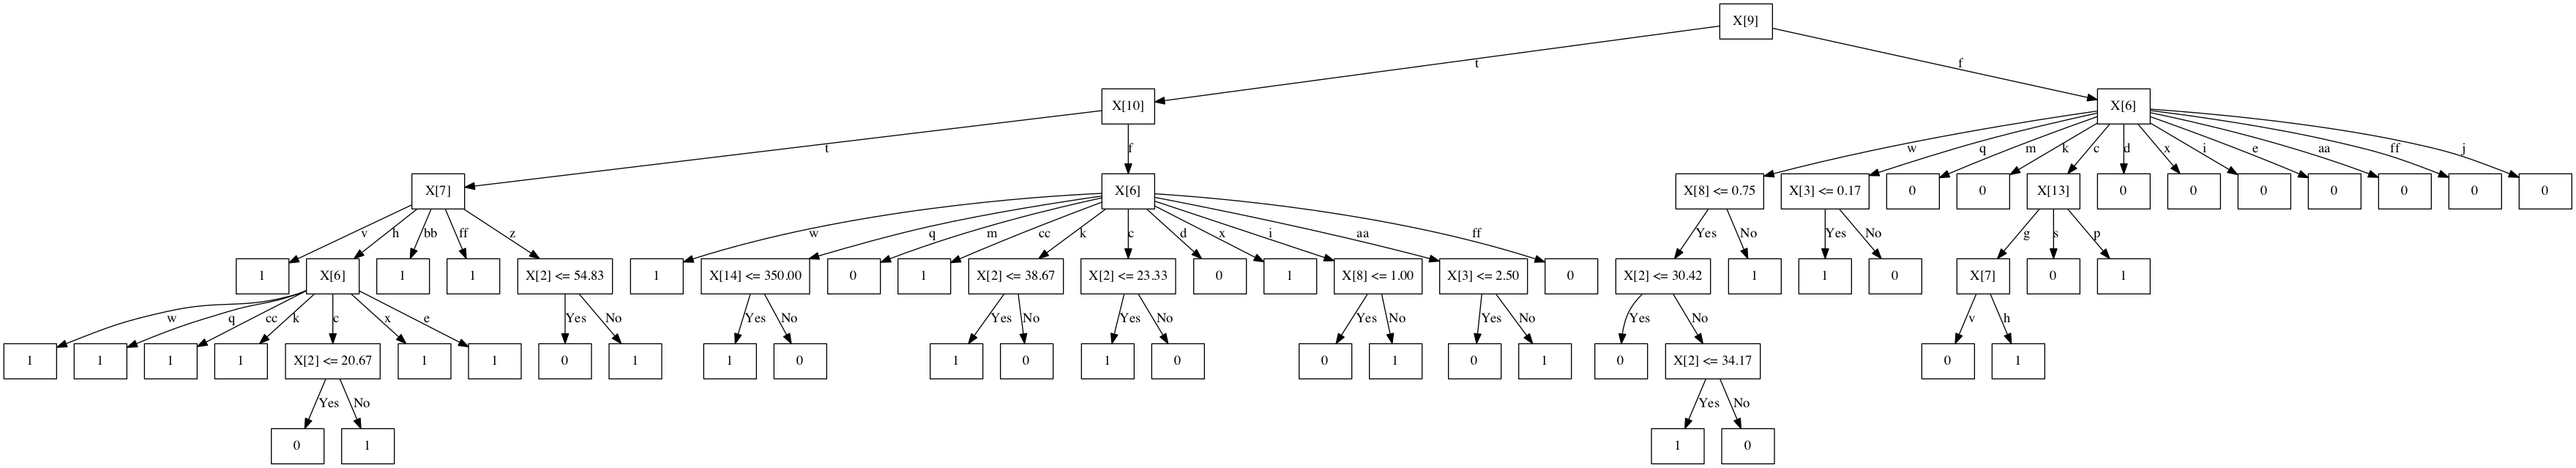 X[9]
t f
X[10] X[6]
t f w q m k c d x i e aa ff j
X[7] X[6] X[8] <= 0.75 X[3] <= 0.17 0 0 X[13] 0 0 0 0 0 0 0
v h bb ff z w q m cc k c d x i aa ff Yes No Yes No g s p
1 X[6] 1 1 X[2] <= 54.83 1 X[14] <= 350.00 0 1 X[2] <= 38.67 X[2] <= 23.33 0 1 X[8] <= 1.00 X[3] <= 2.50 0 X[2] <= 30.42 1 1 0 X[7] 0 1
w q cc k c x e Yes No Yes No Yes No Yes No Yes No Yes No Yes No v h
1 1 1 1 X[2] <= 20.67 1 1 0 1 1 0 1 0 1 0 0 1 0 1 0 X[2] <= 34.17 0 1
Yes No Yes No
0 1 1 0